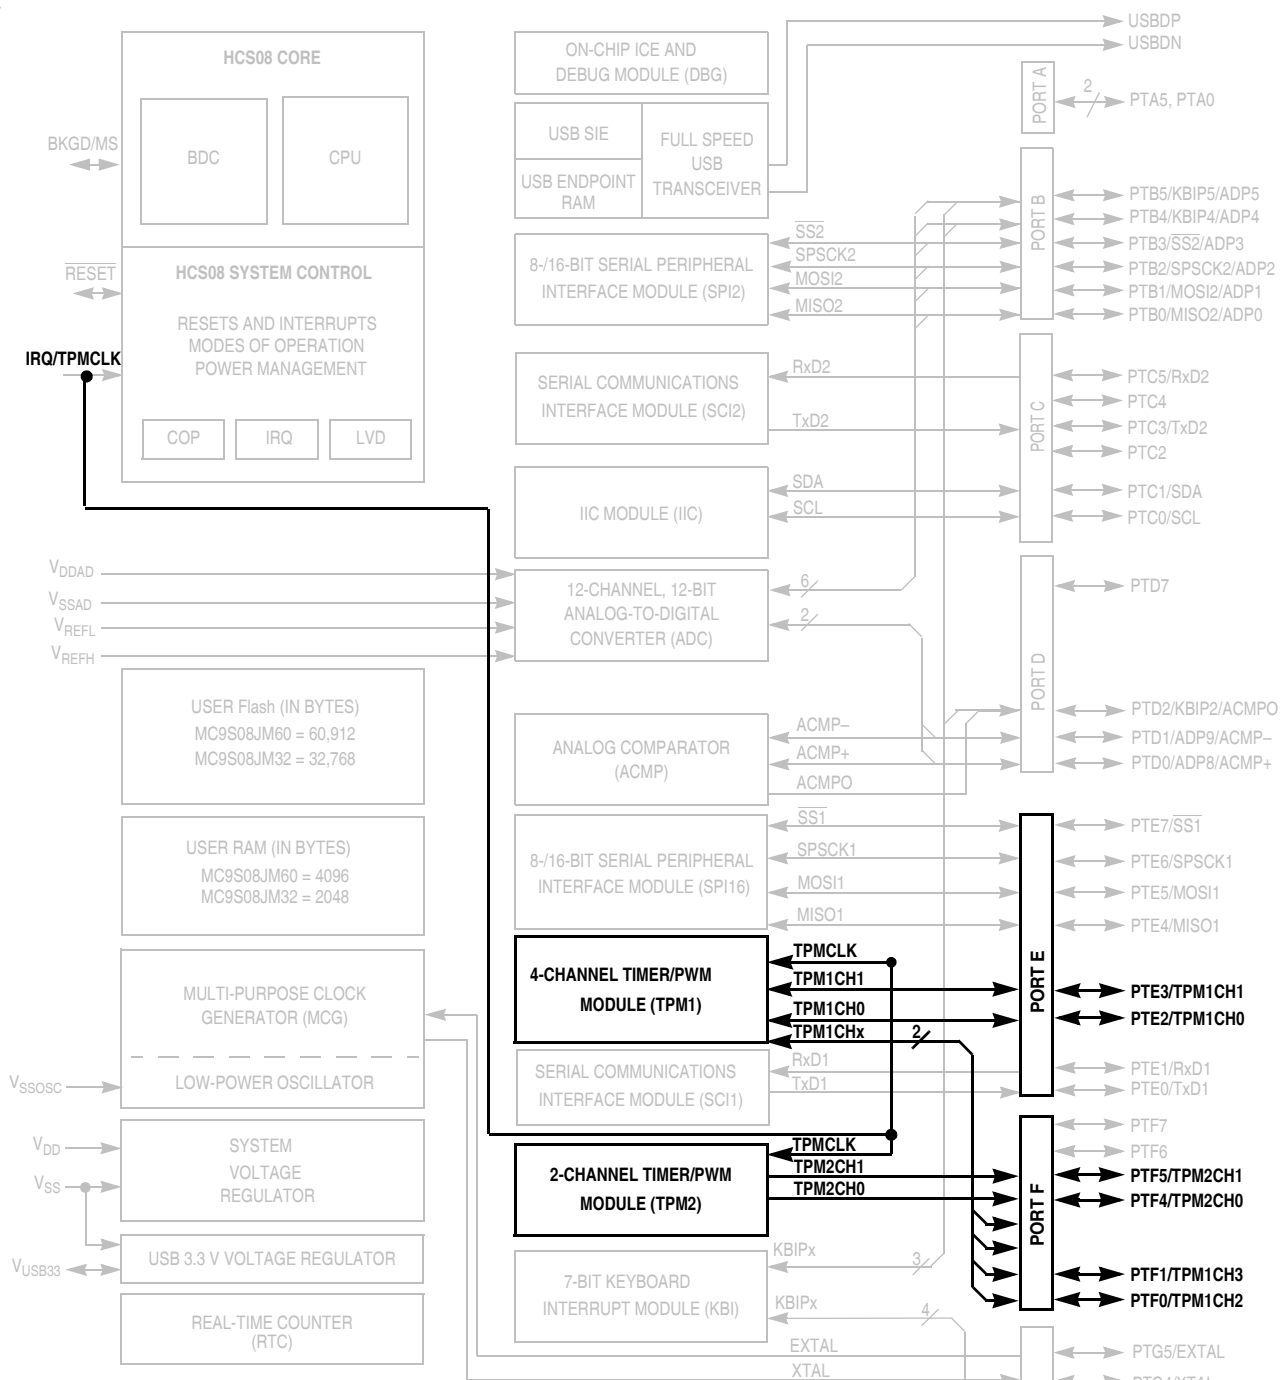 USBDP
USBDN
HCS08 CORE
BDC
CPU
BKGD/MS
HCS08 SYSTEM CONTROL
RESET
RESETS AND INTERRUPTS
MODES OF OPERATION
POWER MANAGEMENT
IRQ/TPMCLK
COP
IRQ
LVD
ON-CHIP ICE AND
DEBUG MODULE (DBG)
USB SIE
USB ENDPOINT
RAM
FULL SPEED
USB
TRANSCEIVER
PORT A
2
PTA5, PTA0
8-/16-BIT SERIAL PERIPHERAL
INTERFACE MODULE (SPI2)
SS2
SPSCK2
MOSI2
MISO2
PORT B
PTB5/KBIP5/ADP5
PTB4/KBIP4/ADP4
PTB3/SS2/ADP3
PTB2/SPSCK2/ADP2
PTB1/MOSI2/ADP1
PTB0/MISO2/ADP0
SERIAL COMMUNICATIONS
INTERFACE MODULE (SCI2)
RxD2
TxD2
PORT C
PTC5/RxD2
PTC4
PTC3/TxD2
PTC2
PTC1/SDA
PTC0/SCL
IIC MODULE (IIC)
SDA
SCL
VDDAD
VSSAD
VREFL
VREFH
12-CHANNEL, 12-BIT
ANALOG-TO-DIGITAL
CONVERTER (ADC)
6
2
PORT D
PTD7
PTD2/KBIP2/ACMPO
PTD1/ADP9/ACMP–
PTD0/ADP8/ACMP+
USER Flash (IN BYTES)
MC9S08JM60 = 60,912
MC9S08JM32 = 32,768
ANALOG COMPARATOR
(ACMP)
ACMP–
ACMP+
ACMPO
USER RAM (IN BYTES)
MC9S08JM60 = 4096
MC9S08JM32 = 2048
8-/16-BIT SERIAL PERIPHERAL
INTERFACE MODULE (SPI16)
SS1
SPSCK1
MOSI1
MISO1
PORT E
PTE7/SS1
PTE6/SPSCK1
PTE5/MOSI1
PTE4/MISO1
PTE3/TPM1CH1
PTE2/TPM1CH0
PTE1/RxD1
PTE0/TxD1
4-CHANNEL TIMER/PWM
MODULE (TPM1)
TPMCLK
TPM1CH1
TPM1CH0
TPM1CHx
2
MULTI-PURPOSE CLOCK
GENERATOR (MCG)
LOW-POWER OSCILLATOR
VSSOSC
SERIAL COMMUNICATIONS
INTERFACE MODULE (SCI1)
RxD1
TxD1
VDD
VSS
SYSTEM
VOLTAGE
REGULATOR
2-CHANNEL TIMER/PWM
MODULE (TPM2)
TPMCLK
TPM2CH1
TPM2CH0
PORT F
PTF7
PTF6
PTF5/TPM2CH1
PTF4/TPM2CH0
PTF1/TPM1CH3
PTF0/TPM1CH2
VUSB33
USB 3.3 V VOLTAGE REGULATOR
7-BIT KEYBOARD
INTERRUPT MODULE (KBI)
KBIPx
3
KBIPx
4
REAL-TIME COUNTER
(RTC)
EXTAL
XTAL
PTG5/EXTAL